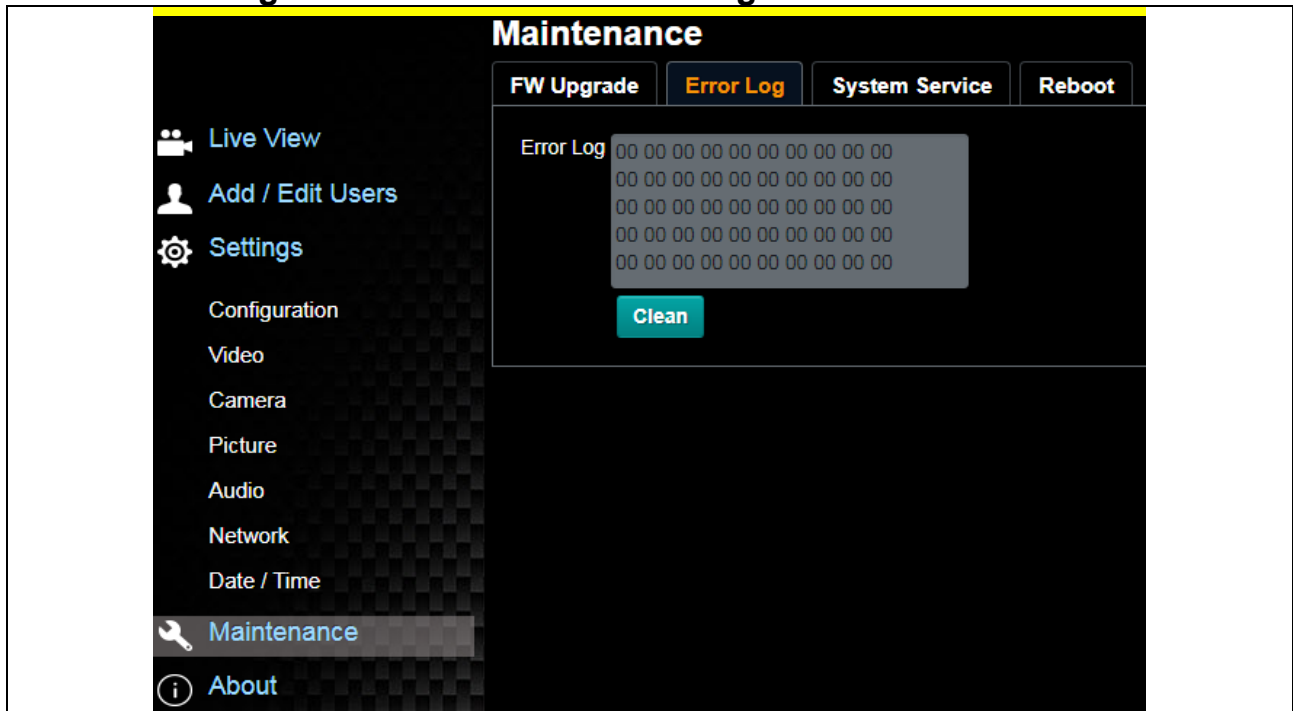 Maintenance
FW Upgrade Error Log System Service Reboot
Live View
Add / Edit Users
Settings
Configuration
Video
Camera
Picture
Audio
Network
Date / Time
Maintenance
About
Error Log
00 00 00 00 00 00 00 00 00 00
00 00 00 00 00 00 00 00 00 00
00 00 00 00 00 00 00 00 00 00
00 00 00 00 00 00 00 00 00 00
00 00 00 00 00 00 00 00 00 00
Clean